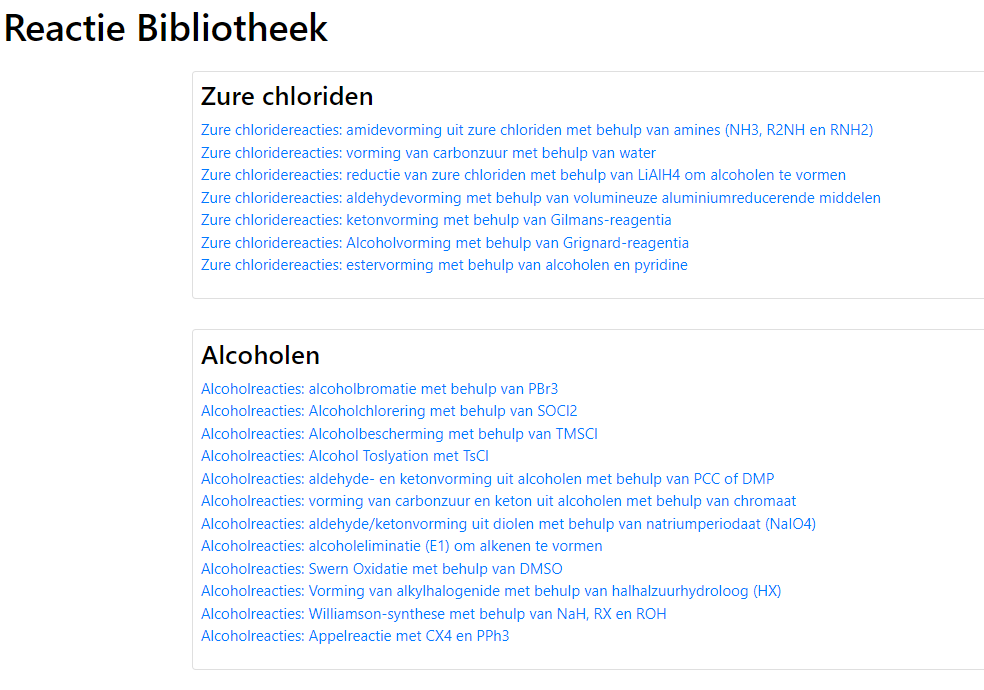 Reactie Bibliotheek
Zure chloriden
Zure chloridereacties: amidevorming uit zure chloriden met behulp van amines (NH3, R2NH en RNH2)
Zure chloridereacties: vorming van carbonzuur met behulp van water
Zure chloridereacties: reductie van zure chloriden met behulp van LiAlH4 om alcoholen te vormen
Zure chloridereacties: aldehydevorming met behulp van volumineuze aluminiumreducerende middelen
Zure chloridereacties: ketonvorming met behulp van Gilmans-reagentia
Zure chloridereacties: Alcoholvorming met behulp van Grignard-reagentia
Zure chloridereacties: estervorming met behulp van alcoholen en pyridine
Alcoholen
Alcoholreacties: alcoholbromatie met behulp van PBr3
Alcoholreacties: Alcoholchlorering met behulp van SOCl2
Alcoholreacties: Alcoholbescherming met behulp van TMSCl
Alcoholreacties: Alcohol Toslyation met TsCl
Alcoholreacties: aldehyde- en ketonvorming uit alcoholen met behulp van PCC of DMP
Alcoholreacties: vorming van carbonzuur en keton uit alcoholen met behulp van chromaat
Alcoholreacties: aldehyde/ketonvorming uit diolen met behulp van natriumperiodaat (NaIO4)
Alcoholreacties: alcoholeliminatie (E1) om alkenen te vormen
Alcoholreacties: Swern Oxidatie met behulp van DMSO
Alcoholreacties: Vorming van alkylhalogenide met behulp van halhalzuurhydroloog (HX)
Alcoholreacties: Williamson-synthese met behulp van NaH, RX en ROH
Alcoholreacties: Appelreactie met CX4 en PPh3